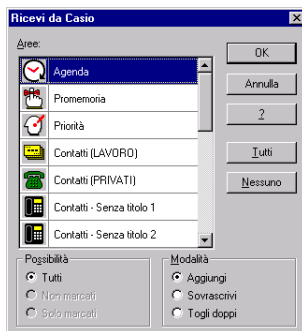 Ricevi da Casio
Aree:
Agenda
Promemoria
Priorità
Contatti (LAVORO)
Contatti (PRIVATI)
Contatti - Senza titolo 1
Contatti - Senza titolo 2
OK
Annulla
?
Tutti
Nessuno
Possibilità
Tutti
Non marcati
Solo marcati
Modalità
Aggiungi
Sovrascrivi
Togli doppi